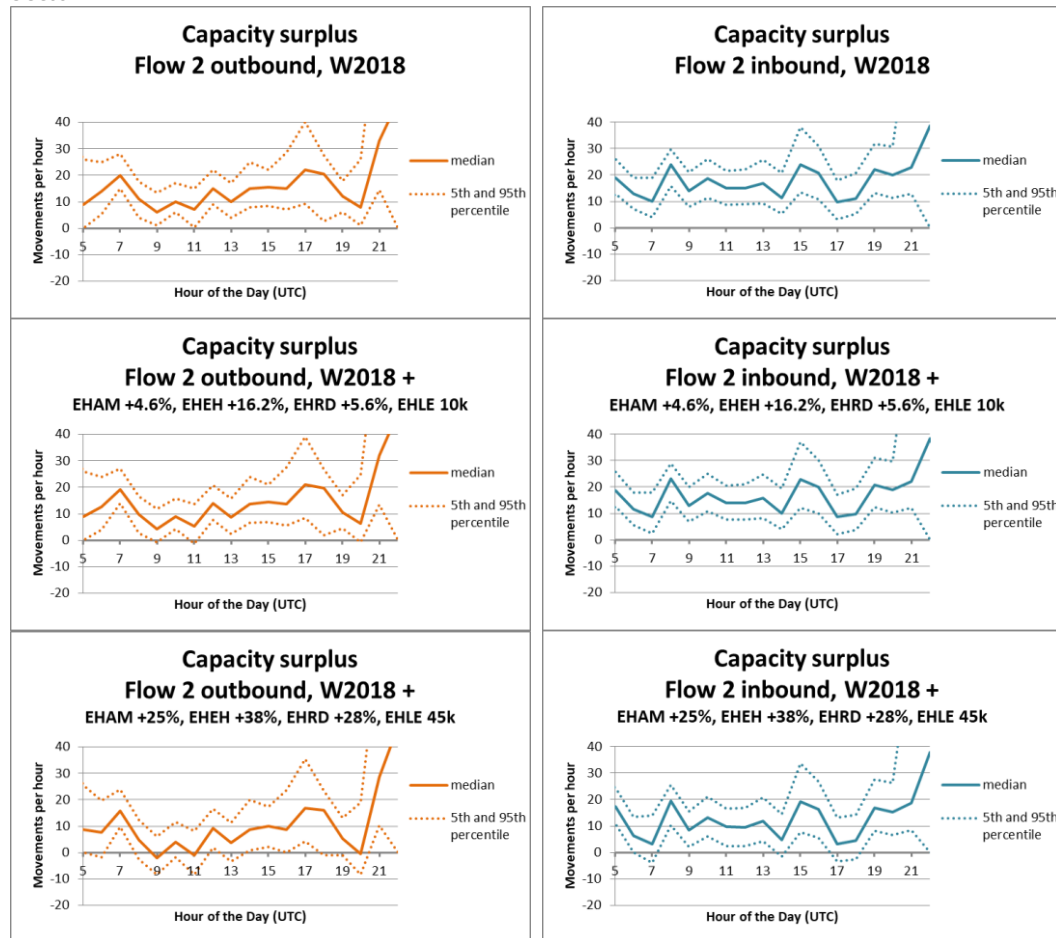 Capacity surplus
Flow 2 outbound, W2018
40
30
20
10
0
-10
-20
5 7 9 11 13 15 17 19 21
Movements per hour
Hour of the Day (UTC)
median
5th and 95th
percentile
Capacity surplus
Flow 2 inbound, W2018
40
30
20
10
0
-10
-20
5 7 9 11 13 15 17 19 21
Movements per hour
Hour of the Day (UTC)
median
5th and 95th
percentile
Capacity surplus
Flow 2 outbound, W2018 +
EHAM +4.6%, EHEH +16.2%, EHRD +5.6%, EHLE 10k
40
30
20
10
0
-10
-20
5 7 9 11 13 15 17 19 21
Movements per hour
Hour of the Day (UTC)
median
5th and 95th
percentile
Capacity surplus
Flow 2 inbound, W2018 +
EHAM +4.6%, EHEH +16.2%, EHRD +5.6%, EHLE 10k
40
30
20
10
0
-10
-20
5 7 9 11 13 15 17 19 21
Movements per hour
Hour of the Day (UTC)
median
5th and 95th
percentile
Capacity surplus
Flow 2 outbound, W2018 +
EHAM +25%, EHEH +38%, EHRD +28%, EHLE 45k
40
30
20
10
0
-10
-20
5 7 9 11 13 15 17 19 21
Movements per hour
Hour of the Day (UTC)
median
5th and 95th
percentile
Capacity surplus
Flow 2 inbound, W2018 +
EHAM +25%, EHEH +38%, EHRD +28%, EHLE 45k
40
30
20
10
0
-10
-20
5 7 9 11 13 15 17 19 21
Movements per hour
Hour of the Day (UTC)
median
5th and 95th
percentile